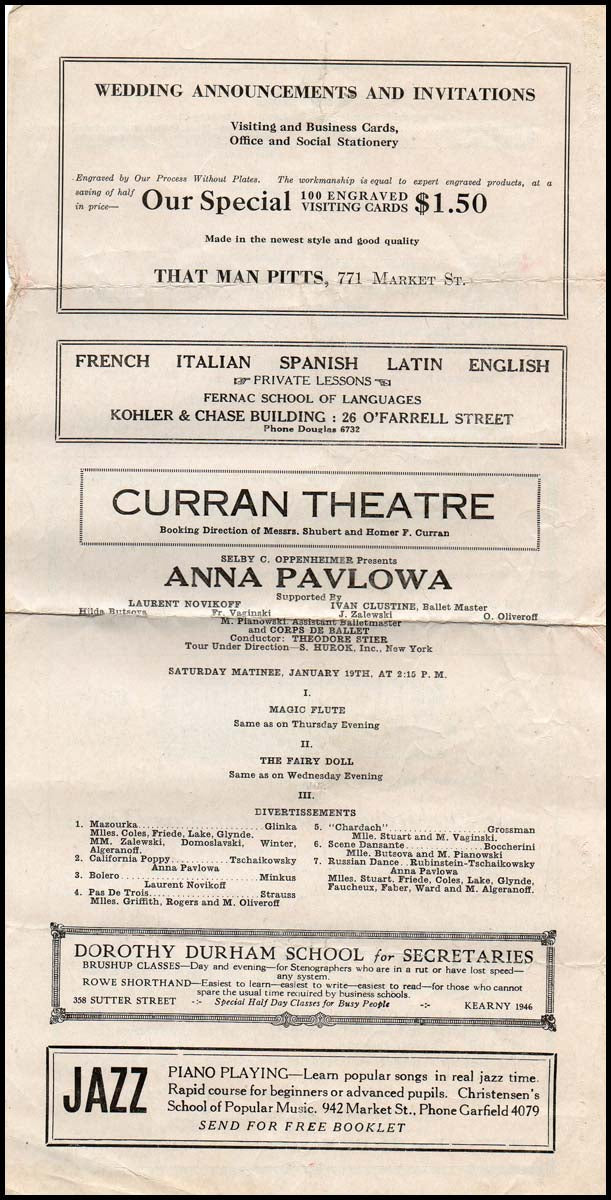 WEDDING ANNOUNCEMENTS AND INVITATIONS
Visiting and Business Cards,
Office and Social Stationery
Engraved by Our Process Without Plates. The workmanship is equal to expert engraved products, at a
saving of half
in price— Our Special 100 ENGRAVED VISITING CARDS $1.50
Made in the newest style and good quality
THAT MAN PITTS, 771 MARKET ST.
FRENCH ITALIAN SPANISH LATIN ENGLISH
☞ PRIVATE LESSONS ☜
FERNAC SCHOOL OF LANGUAGES
KOHLER & CHASE BUILDING : 26 O'FARRELL STREET
Phone Douglas 6732
CURRAN THEATRE
Booking Direction of Messrs. Shubert and Homer F. Curran
SELBY C. OPPENHEIMER Presents
ANNA PAVLOWA
Supported By
LAURENT NOVIKOFF IVAN CLUSTINE, Ballet Master
Hilda Butsova Fr. Vaginski J. Zalewski O. Oliveroff
M. Pianowski Assistant Balletmaster
and CORPS DE BALLET
Conductor: THEODORE STIER
Tour Under Direction—S. HUROK, Inc., New York
SATURDAY MATINEE, JANUARY 19TH, AT 2:15 P. M.
I.
MAGIC FLUTE
Same as on Thursday Evening
II.
THE FAIRY DOLL
Same as on Wednesday Evening
III.
DIVERTISSEMENTS
1. Mazourka....................Glinka
Mlles. Coles, Friede, Lake, Glynde.
MM. Zalewski, Domoslavski, Winter,
Algeranoff.
2. California Poppy............Tschaikowsky
Anna Pavlowa
3. Bolero....................Minkus
Laurent Novikoff
4. Pas De Trois....................Strauss
Mlles. Griffith, Rogers and M. Oliveroff
5. "Chardach"....................Grossman
Mlle. Stuart and M. Vaginski.
6. Scene Dansante.............Boccherini
Mlle. Butsova and M. Pianowski
7. Russian Dance..Rubinstein-Tschaikowsky
Anna Pavlowa
Mlles. Stuart, Friede, Coles, Lake, Glynde,
Faucheux, Faber, Ward and M. Algeranoff.
DOROTHY DURHAM SCHOOL for SECRETARIES
BRUSHUP CLASSES—Day and evening—for Stenographers who are in a rut or have lost speed—
any system.
ROWE SHORTHAND—Easiest to learn—easiest to write—easiest to read—for those who cannot
spare the usual time required by business schools.
358 SUTTER STREET -:- Special Half Day Classes for Busy People -:- KEARNY 1946
JAZZ PIANO PLAYING—Learn popular songs in real jazz time.
Rapid course for beginners or advanced pupils. Christensen's
School of Popular Music. 942 Market St., Phone Garfield 4079
SEND FOR FREE BOOKLET